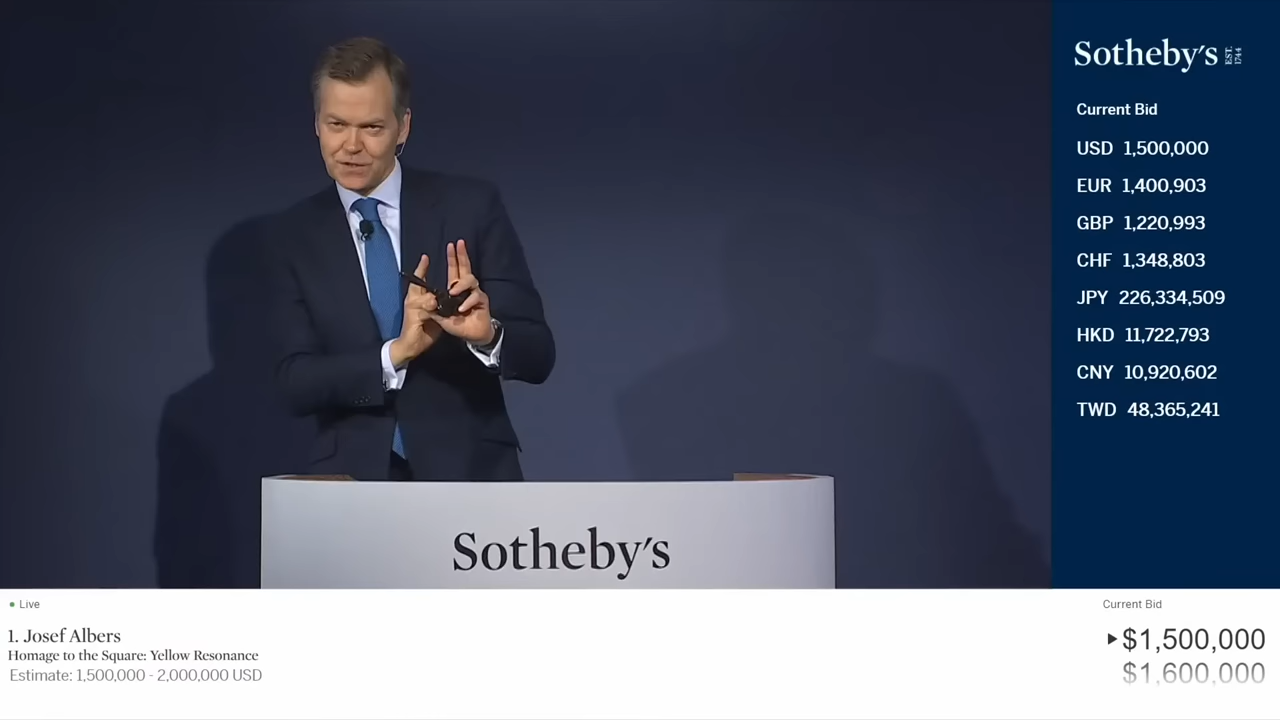 Sotheby's EST. 1744
Current Bid
USD 1,500,000
EUR 1,400,903
GBP 1,220,993
CHF 1,348,803
JPY 226,334,509
HKD 11,722,793
CNY 10,920,602
TWD 48,365,241
Sotheby's
Live
1. Josef Albers
Homage to the Square: Yellow Resonance
Estimate: 1,500,000 - 2,000,000 USD
Current Bid
$1,500,000
$1,600,000